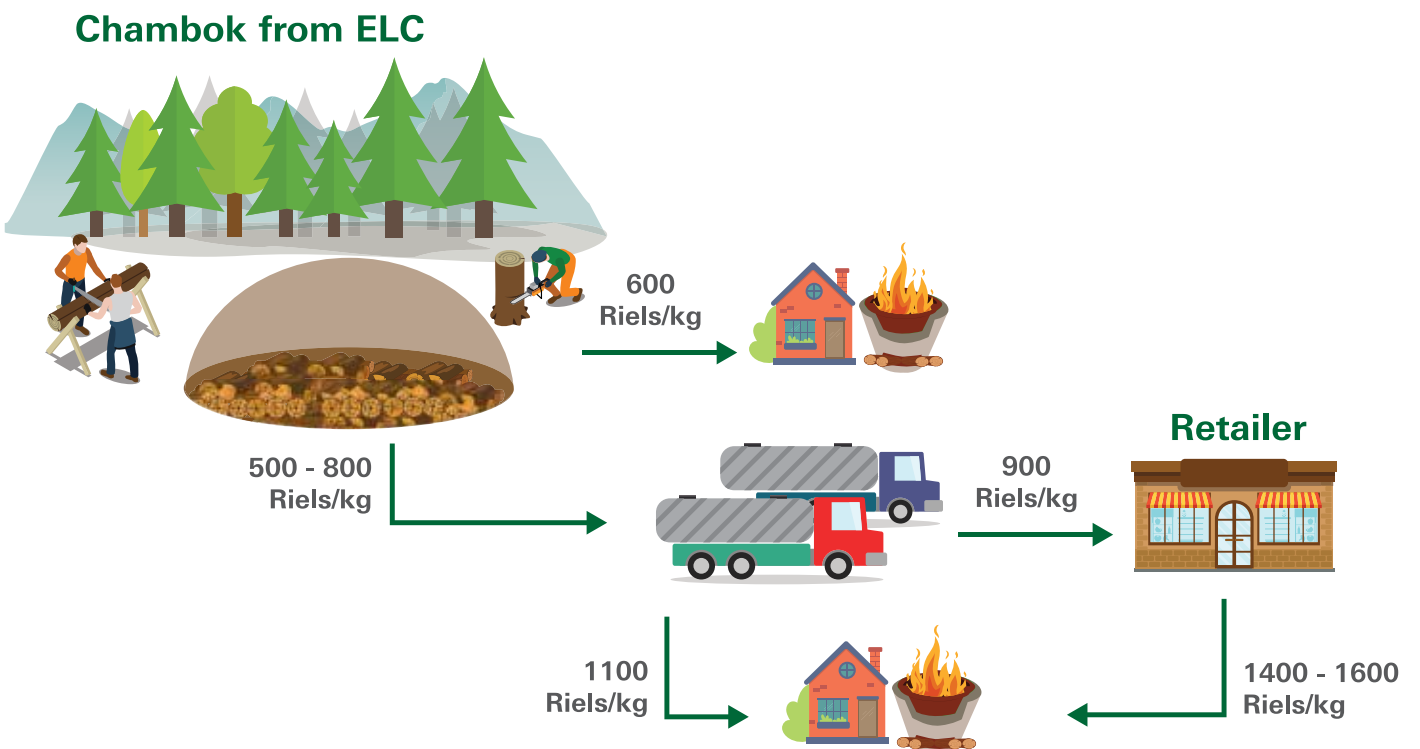 Chambok from ELC
600
Riels/kg
Retailer
500 - 800
Riels/kg
900
Riels/kg
1100
Riels/kg
1400 - 1600
Riels/kg